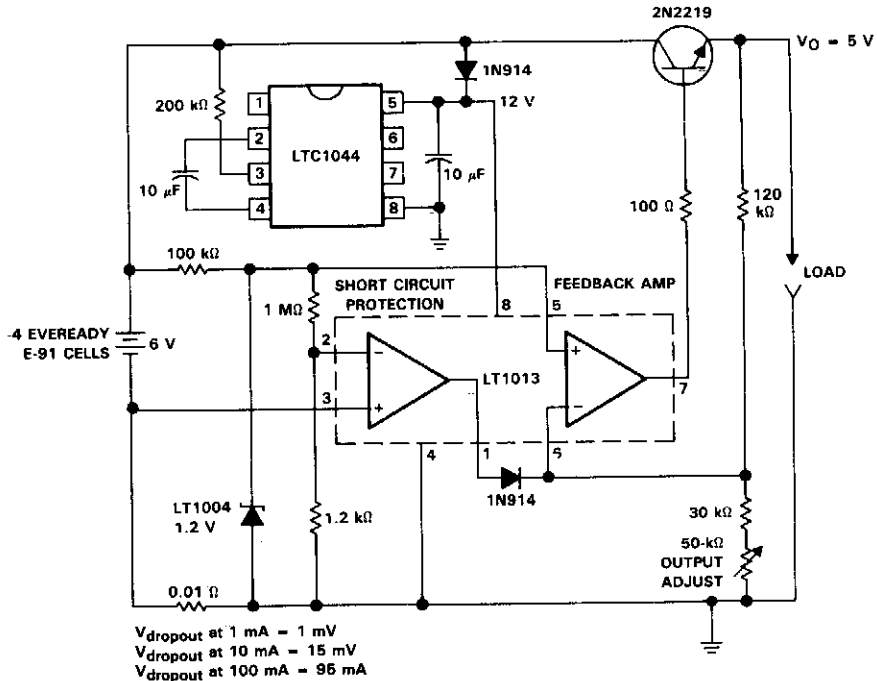 2N2219
V_O = 5 V
1N914
12 V
200 kΩ
1
2
3
4
LTC1044
5
6
7
8
10 µF
10 µF
100 Ω
120
kΩ
LOAD
100 kΩ
1 MΩ
SHORT CIRCUIT
PROTECTION
FEEDBACK AMP
8
5
-4 EVEREADY
E-91 CELLS
6 V
2
3
−
+
LT1013
+
−
7
4
1
6
1N914
LT1004
1.2 V
1.2 kΩ
30 kΩ
50-kΩ
OUTPUT
ADJUST
0.01 Ω
V_dropout at 1 mA = 1 mV
V_dropout at 10 mA = 15 mV
V_dropout at 100 mA = 95 mA